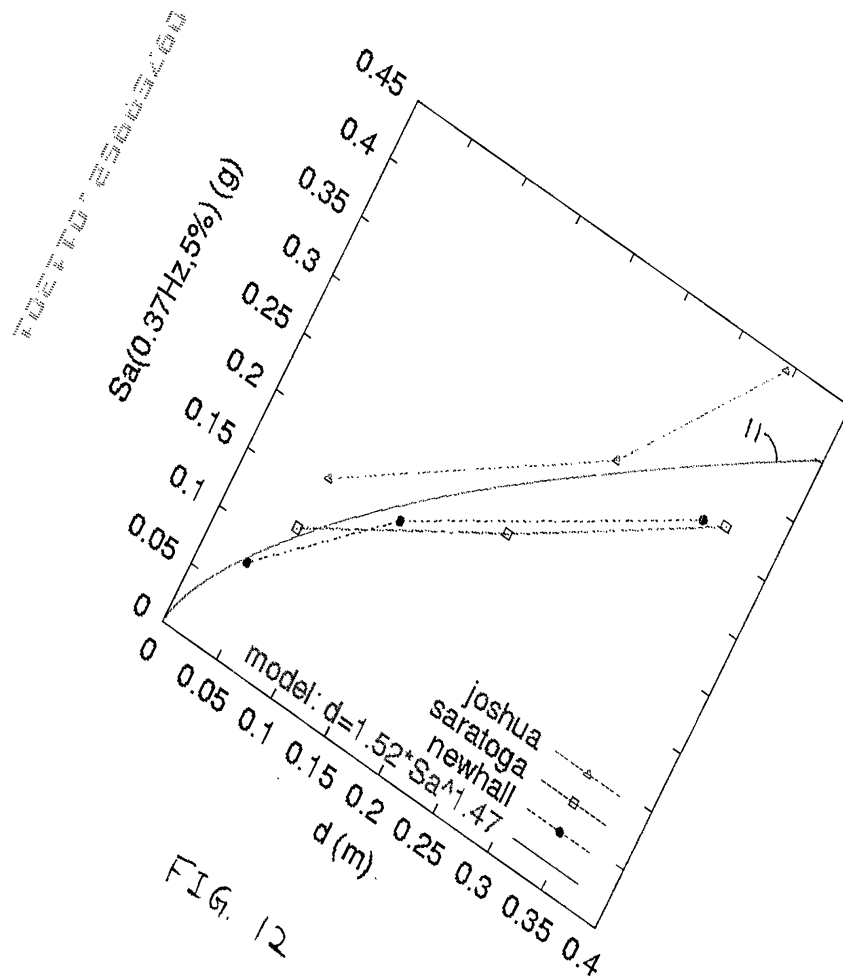 0.45
0.4
0.35
0.3
0.25
0.2
0.15
0.1
0.05
0
Sa(0.37Hz,5%) (g)
11
joshua
saratoga
newhall
model: d=1.52*Sa^1.47
0 0.05 0.1 0.15 0.2 0.25 0.3 0.35 0.4
d (m)
FIG. 12